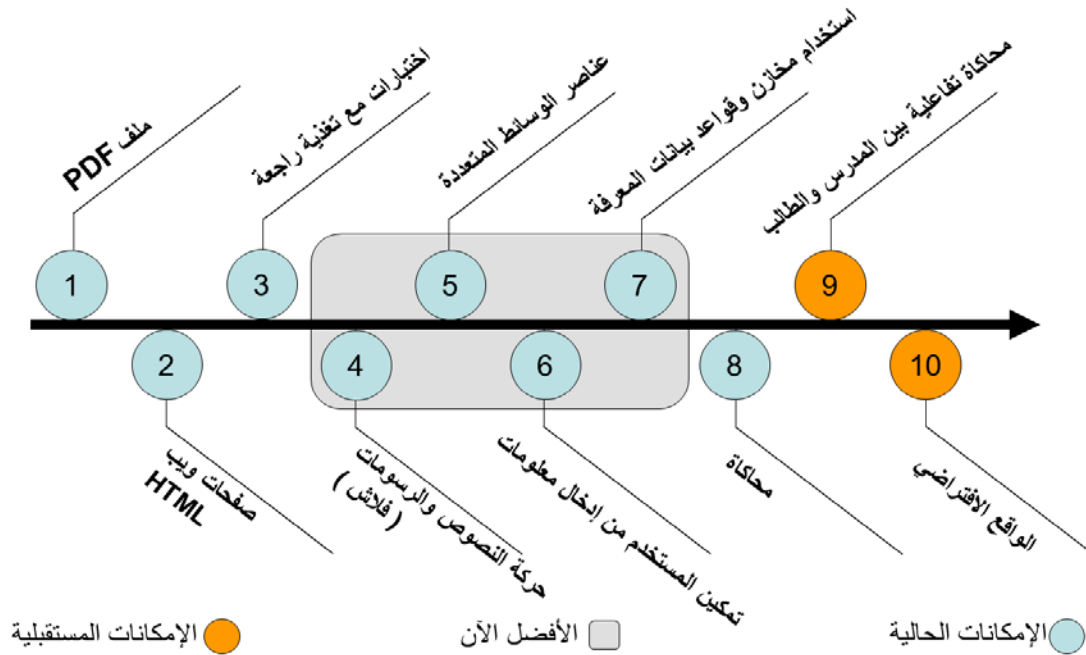 ملف PDF
اختبارات مع تغذية راجعة
عناصر الوسائط المتعددة
استخدام مخازن وقواعد بيانات المعرفة
محاكاة تفاعلية بين المدرس والطالب
1
3
5
7
9
2
4
6
8
10
صفحات ويب
HTML
حركة النصوص والرسومات
( فلاش )
تمكين المستخدم من إدخال معلومات
محاكاة
الواقع الافتراضي
الإمكانات الحالية
الأفضل الآن
الإمكانات المستقبلية